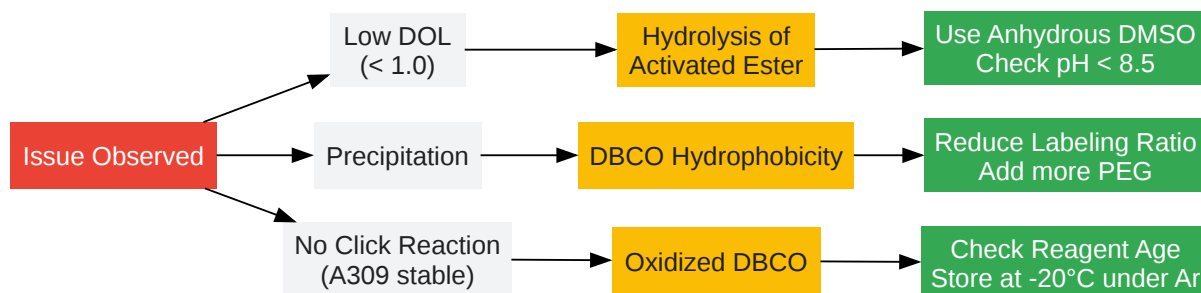 Low DOL
(< 1.0)
Hydrolysis of
Activated Ester
Use Anhydrous DMSO
Check pH < 8.5
Issue Observed
Precipitation
DBCO Hydrophobicity
Reduce Labeling Ratio
Add more PEG
No Click Reaction
(A309 stable)
Oxidized DBCO
Check Reagent Age
Store at -20°C under Ar